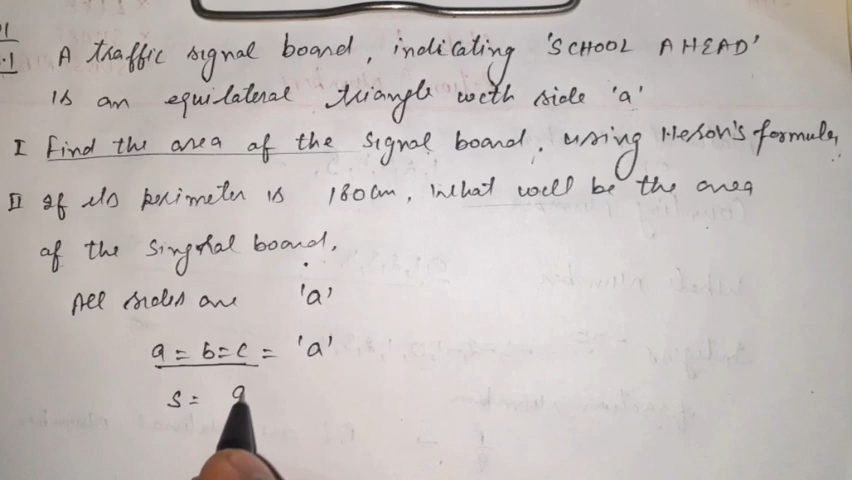 .1 A traffic signal board, indicating 'SCHOOL AHEAD'
is an equilateral triangle with side 'a'
I Find the area of the signal board, using Heron's formula,
II If its perimeter is 180cm, What will be the area
of the Singnal board,
All sides are 'a'
a = b = c = 'a'
s = a